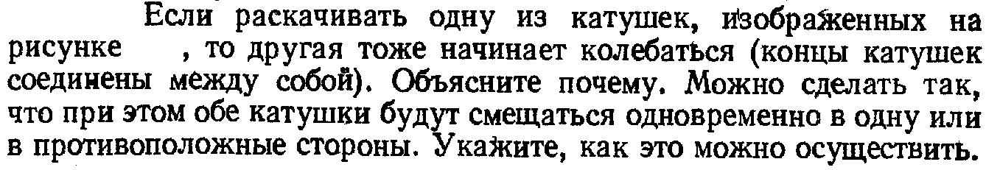 Если раскачивать одну из катушек, изображенных на
рисунке , то другая тоже начинает колебаться (концы катушек
соединены между собой). Объясните почему. Можно сделать так,
что при этом обе катушки будут смещаться одновременно в одну или
в противоположные стороны. Укажите, как это можно осуществить.